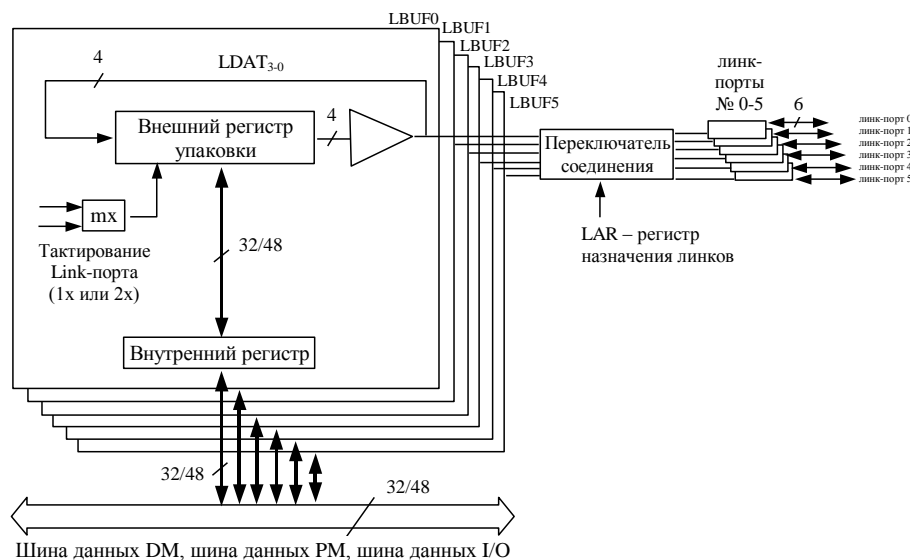 LBUF0
LBUF1
LBUF2
LBUF3
LBUF4
LBUF5
4
LDAT3-0
Внешний регистр
упаковки
4
mx
Тактирование
Link-порта
(1x или 2x)
32/48
Внутренний регистр
32/48
32/48
Шина данных DM, шина данных PM, шина данных I/O
Переключатель
соединения
LAR – регистр
назначения линков
линк-
порты
№ 0-5
6
линк-порт 0
линк-порт 1
линк-порт 2
линк-порт 3
линк-порт 4
линк-порт 5